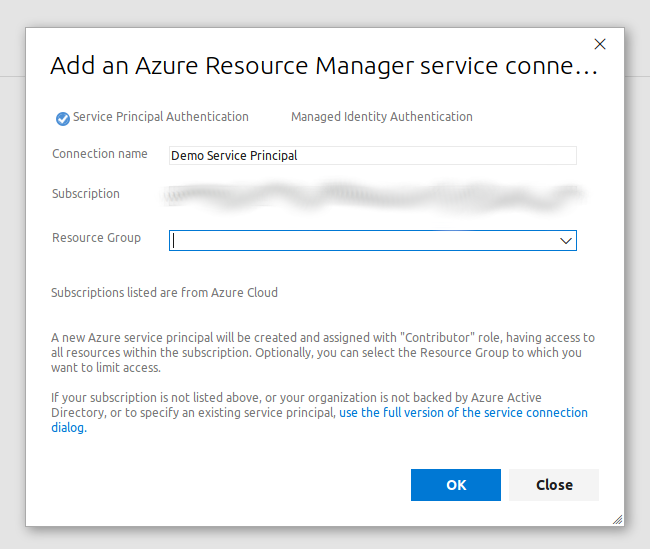 Add an Azure Resource Manager service conne...
Service Principal Authentication Managed Identity Authentication
Connection name Demo Service Principal
Subscription
Resource Group
Subscriptions listed are from Azure Cloud
A new Azure service principal will be created and assigned with "Contributor" role, having access to
all resources within the subscription. Optionally, you can select the Resource Group to which you
want to limit access.
If your subscription is not listed above, or your organization is not backed by Azure Active
Directory, or to specify an existing service principal, use the full version of the service connection
dialog.
OK Close